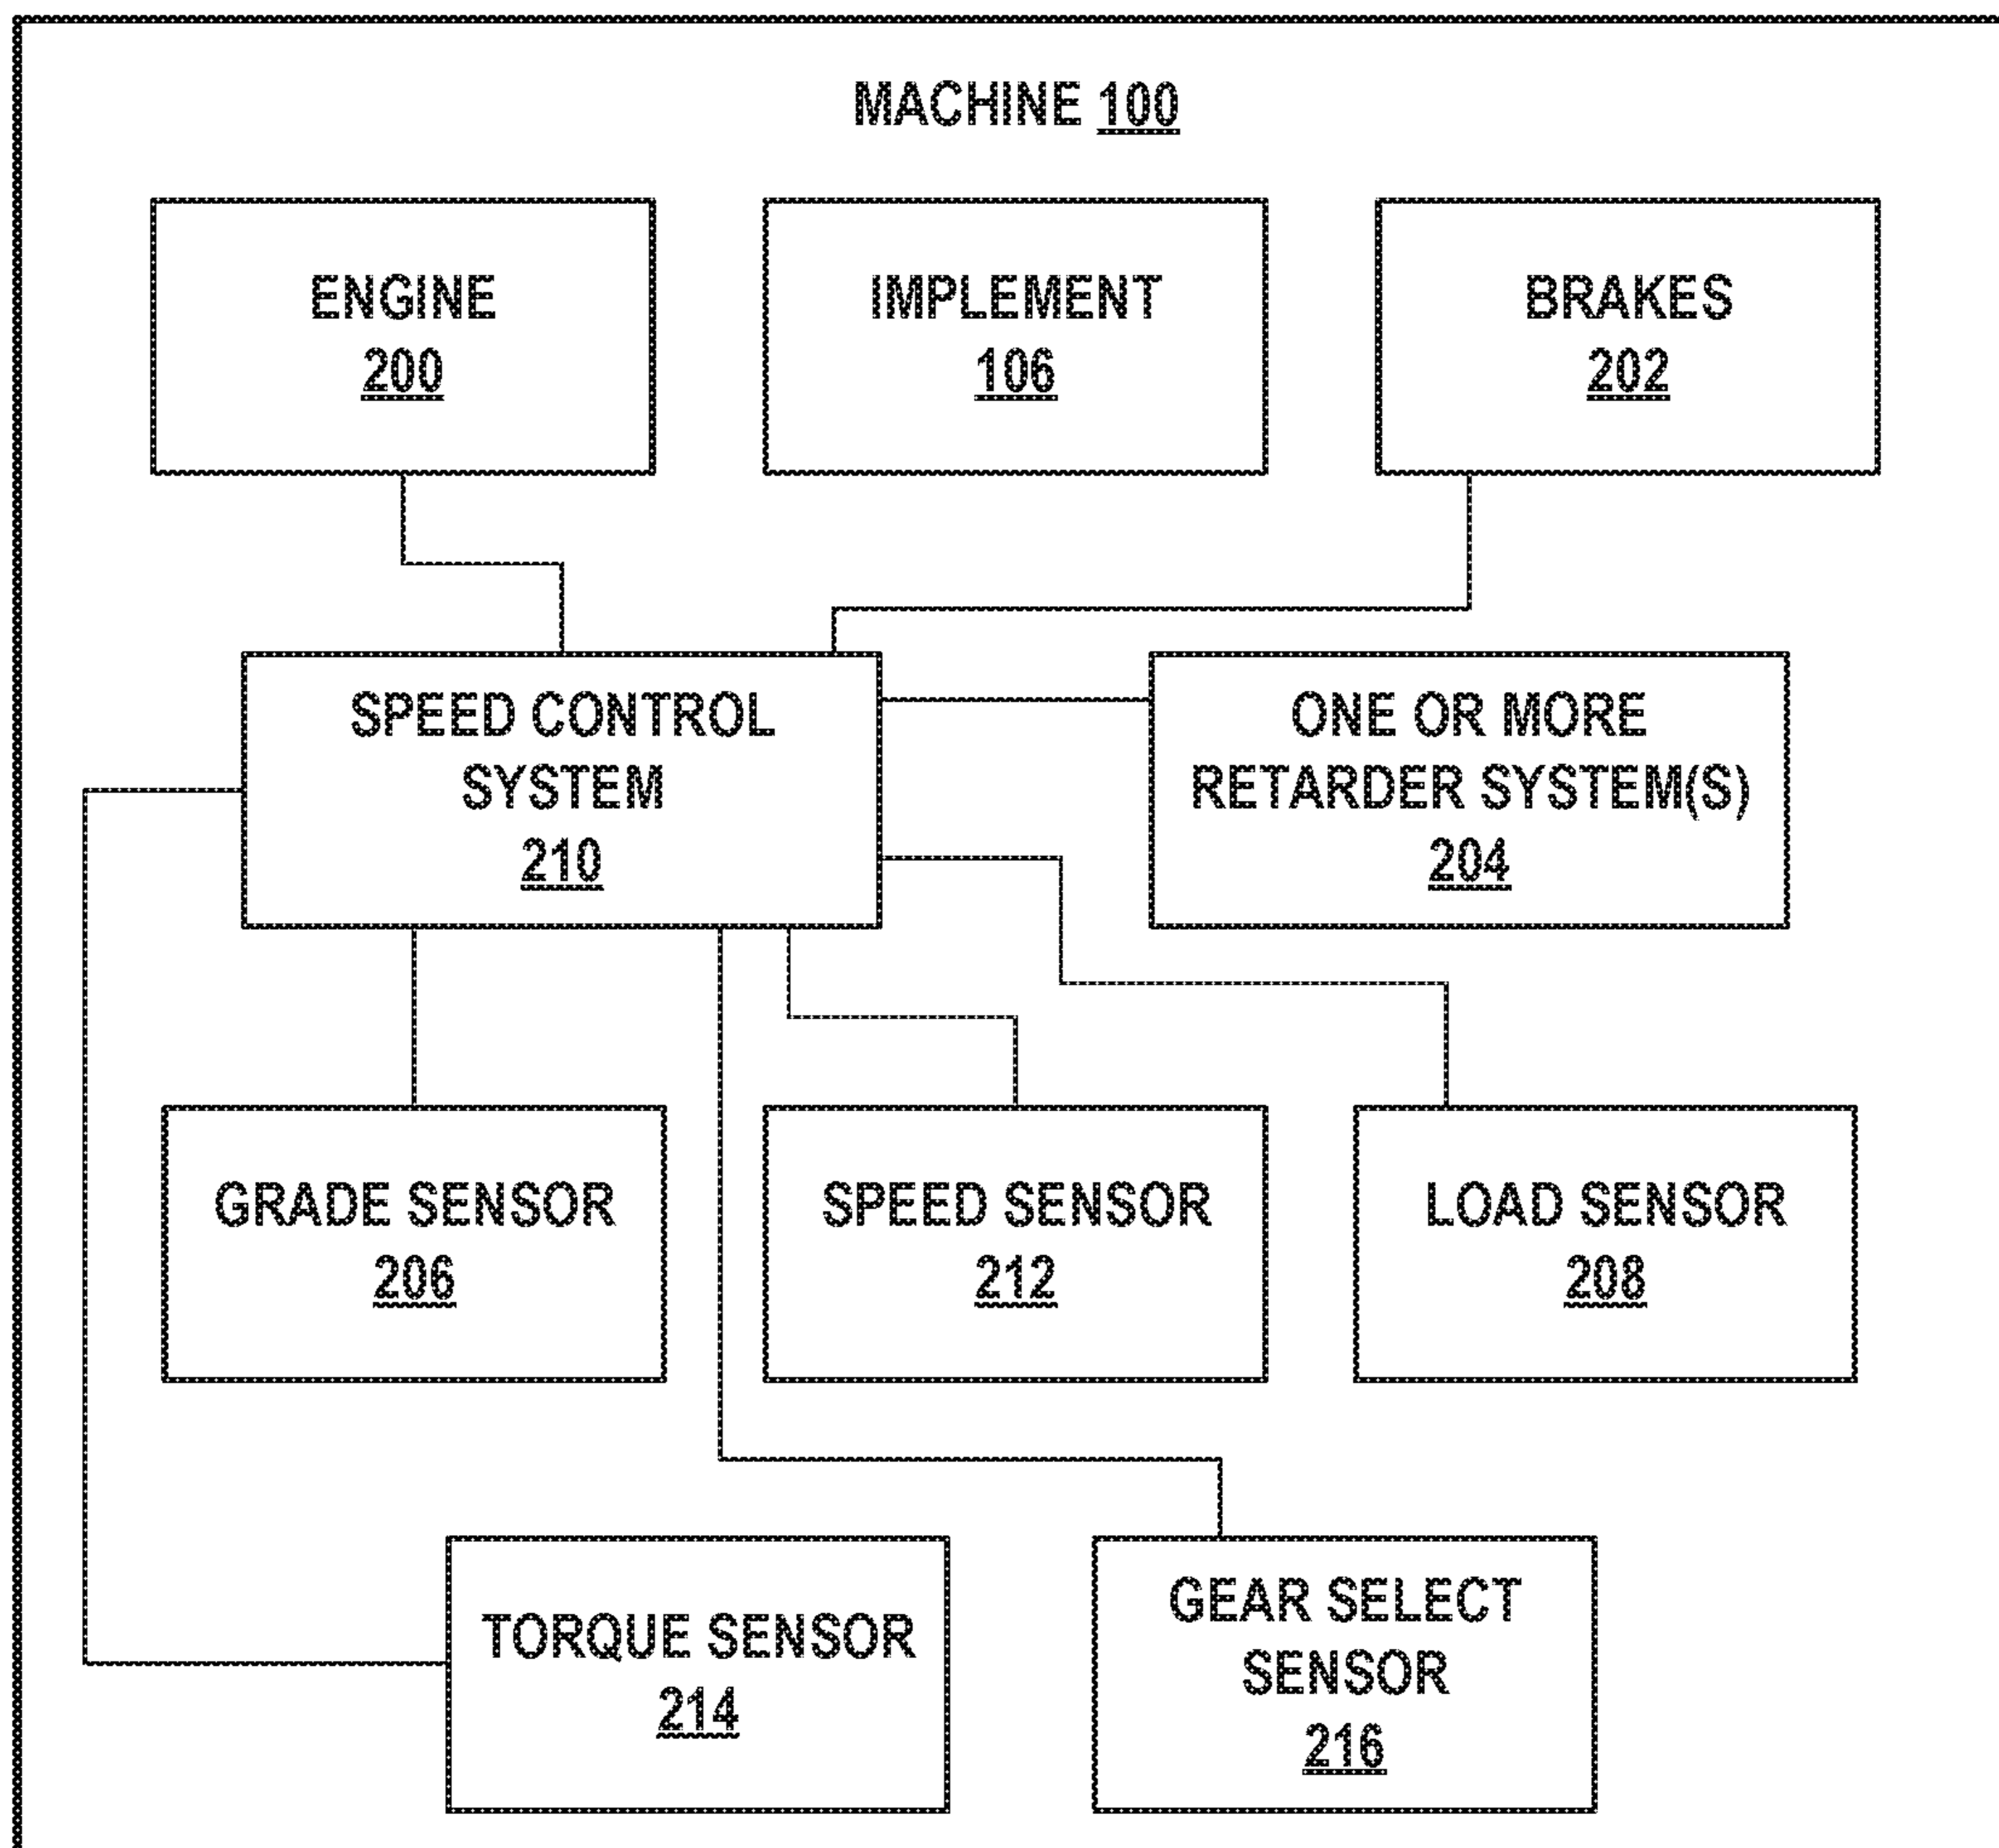 MACHINE 100
ENGINE
200
IMPLEMENT
106
BRAKES
202
SPEED CONTROL
SYSTEM
210
ONE OR MORE
RETARDER SYSTEM(S)
204
GRADE SENSOR
206
SPEED SENSOR
212
LOAD SENSOR
208
TORQUE SENSOR
214
GEAR SELECT
SENSOR
216